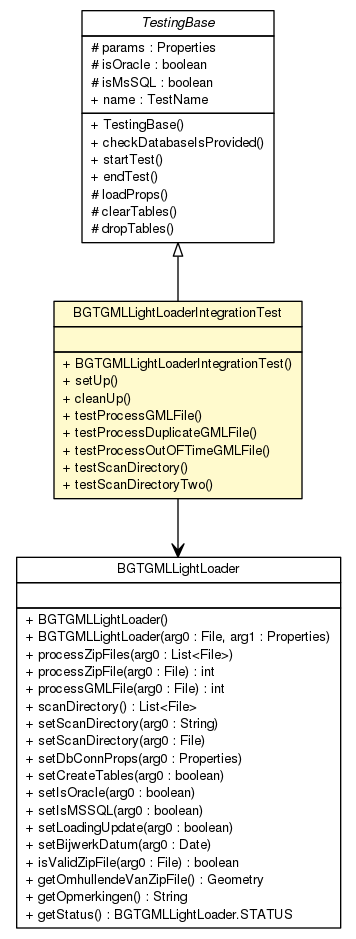 TestingBase
# params : Properties
# isOracle : boolean
# isMsSQL : boolean
+ name : TestName
+ TestingBase()
+ checkDatabaseIsProvided()
+ startTest()
+ endTest()
# loadProps()
# clearTables()
# dropTables()
BGTGMLLightLoaderIntegrationTest
+ BGTGMLLightLoaderIntegrationTest()
+ setUp()
+ cleanUp()
+ testProcessGMLFile()
+ testProcessDuplicateGMLFile()
+ testProcessOutOFTimeGMLFile()
+ testScanDirectory()
+ testScanDirectoryTwo()
BGTGMLLightLoader
+ BGTGMLLightLoader()
+ BGTGMLLightLoader(arg0 : File, arg1 : Properties)
+ processZipFiles(arg0 : List<File>)
+ processZipFile(arg0 : File) : int
+ processGMLFile(arg0 : File) : int
+ scanDirectory() : List<File>
+ setScanDirectory(arg0 : String)
+ setScanDirectory(arg0 : File)
+ setDbConnProps(arg0 : Properties)
+ setCreateTables(arg0 : boolean)
+ setIsOracle(arg0 : boolean)
+ setIsMSSQL(arg0 : boolean)
+ setLoadingUpdate(arg0 : boolean)
+ setBijwerkDatum(arg0 : Date)
+ isValidZipFile(arg0 : File) : boolean
+ getOmhullendeVanZipFile() : Geometry
+ getOpmerkingen() : String
+ getStatus() : BGTGMLLightLoader.STATUS